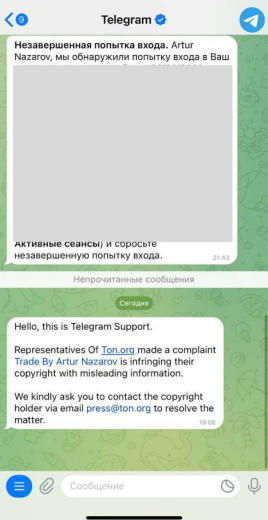 9
Telegram
Незавершенная попытка входа. Artur
Nazarov, мы обнаружили попытку входа в Ваш
Активные сеансы) и сбросьте
незавершенную попытку входа.
21:43
Непрочитанные сообщения
Сегодня
Hello, this is Telegram Support.
Representatives Of Ton.org made a complaint
Trade By Artur Nazarov is infringing their
copyright with misleading information.
We kindly ask you to contact the copyright
holder via email press@ton.org to resolve the
matter.
19:06
Сообщение